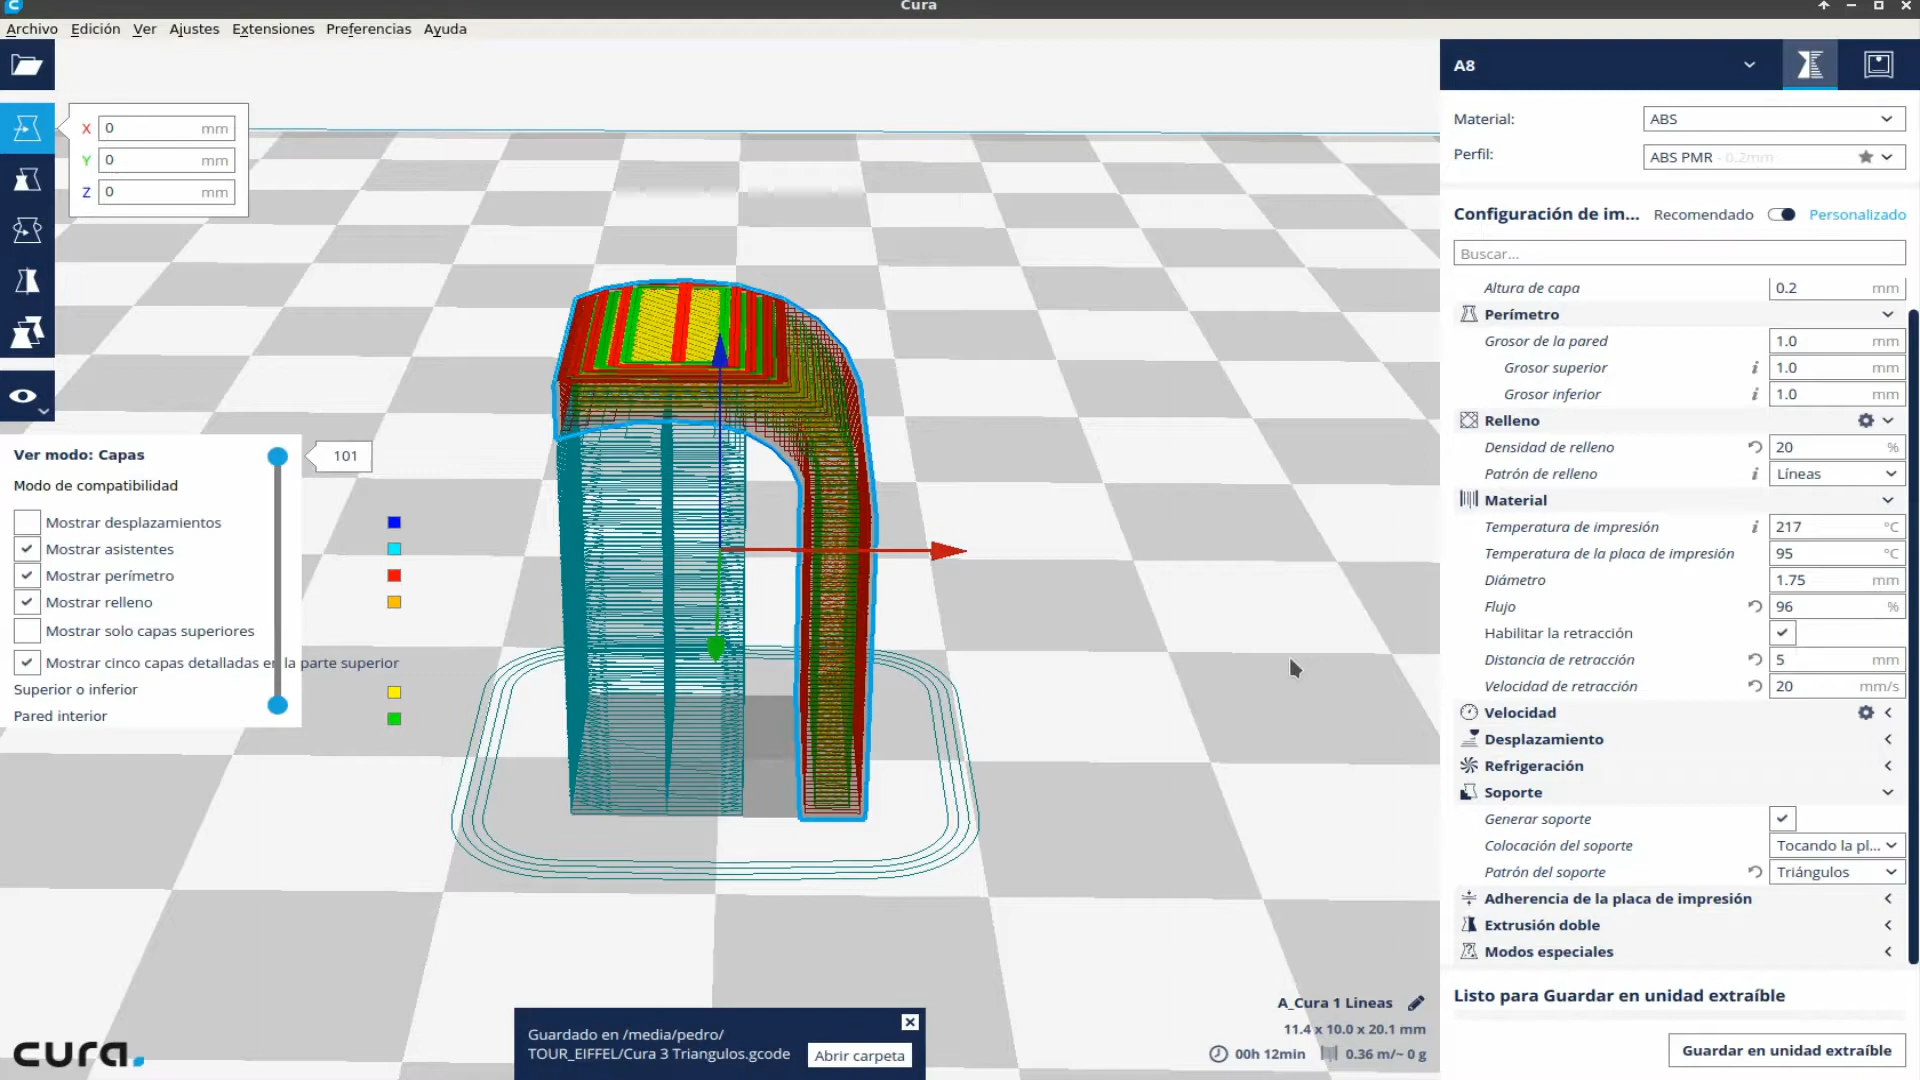 Cura
Archivo Edición Ver Ajustes Extensiones Preferencias Ayuda
X 0 mm
Y 0 mm
Z 0 mm
Ver modo: Capas
101
Modo de compatibilidad
Mostrar desplazamientos
Mostrar asistentes
Mostrar perímetro
Mostrar relleno
Mostrar solo capas superiores
Mostrar cinco capas detalladas en la parte superior
Superior o inferior
Pared interior
cura.
Guardado en /media/pedro/
TOUR_EIFFEL/Cura 3 Triangulos.gcode
Abrir carpeta
A_Cura 1 Lineas
11.4 x 10.0 x 20.1 mm
00h 12min 0.36 m/~ 0 g
A8
Material: ABS
Perfil: ABS PMR - 0.2mm
Configuración de im... Recomendado Personalizado
Buscar...
Altura de capa 0.2 mm
Perímetro
Grosor de la pared 1.0 mm
Grosor superior i 1.0 mm
Grosor inferior i 1.0 mm
Relleno
Densidad de relleno 20 %
Patrón de relleno i Líneas
Material
Temperatura de impresión i 217 °C
Temperatura de la placa de impresión 95 °C
Diámetro 1.75 mm
Flujo 96 %
Habilitar la retracción
Distancia de retracción 5 mm
Velocidad de retracción 20 mm/s
Velocidad
Desplazamiento
Refrigeración
Soporte
Generar soporte
Colocación del soporte Tocando la pl...
Patrón del soporte Triángulos
Adherencia de la placa de impresión
Extrusión doble
Modos especiales
Listo para Guardar en unidad extraíble
Guardar en unidad extraíble